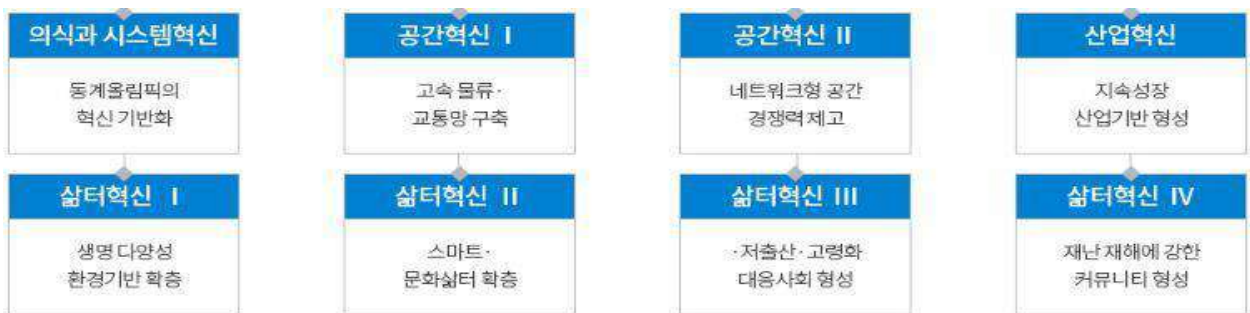 의식과 시스템혁신
동계올림픽의
혁신 기반화
공간혁신 I
고속 물류·
교통망 구축
공간혁신 II
네트워크형 공간
경쟁력 제고
산업혁신
지속성장
산업기반 형성
삶터혁신 I
생명 다양성
환경기반 확충
삶터혁신 II
스마트·
문화삶터 확충
삶터혁신 III
·저출산·고령화
대응사회 형성
삶터혁신 IV
재난 재해에 강한
커뮤니티 형성